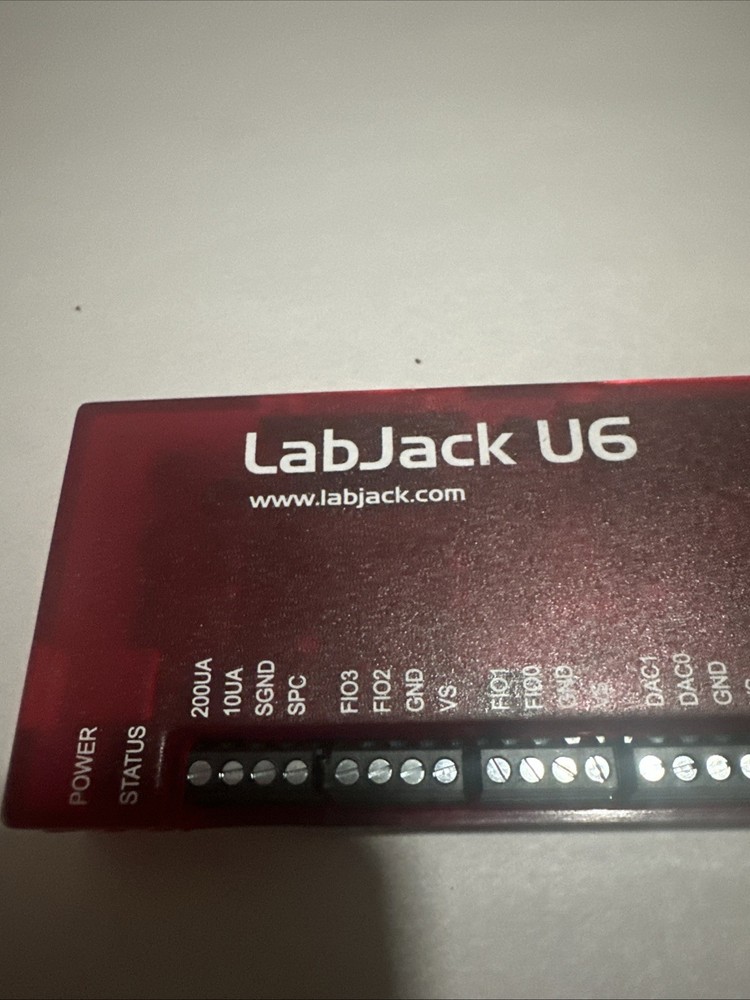 LabJack U6
www.labjack.com
POWER
STATUS
200UA
10UA
SGND
SPC
FIO3
FIO2
GND
VS
FIO1
FIO0
GND
VS
DAC1
DAC0
GND